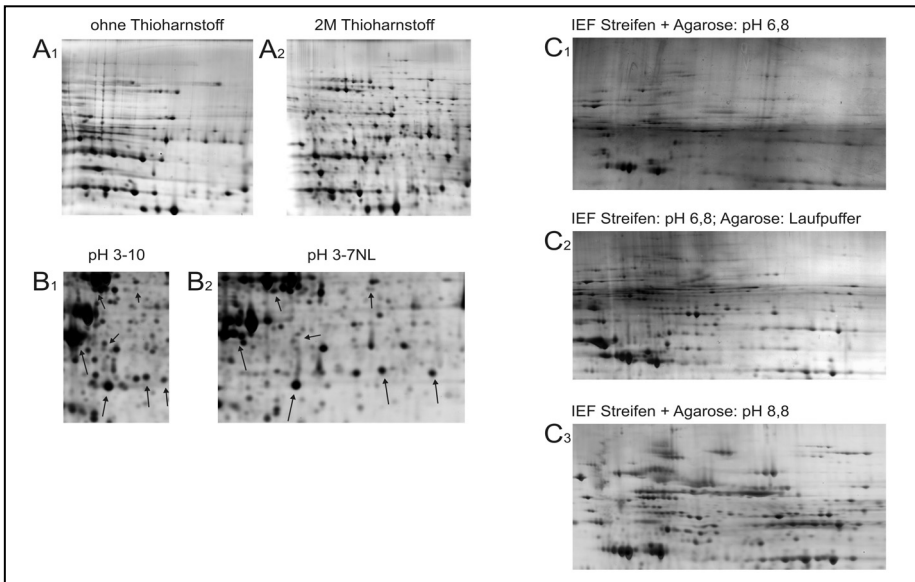 ohne Thioharnstoff
2M Thioharnstoff
A1
A2
pH 3-10
pH 3-7NL
B1
B2
IEF Streifen + Agarose: pH 6,8
C1
IEF Streifen: pH 6,8; Agarose: Laufpuffer
C2
IEF Streifen + Agarose: pH 8,8
C3